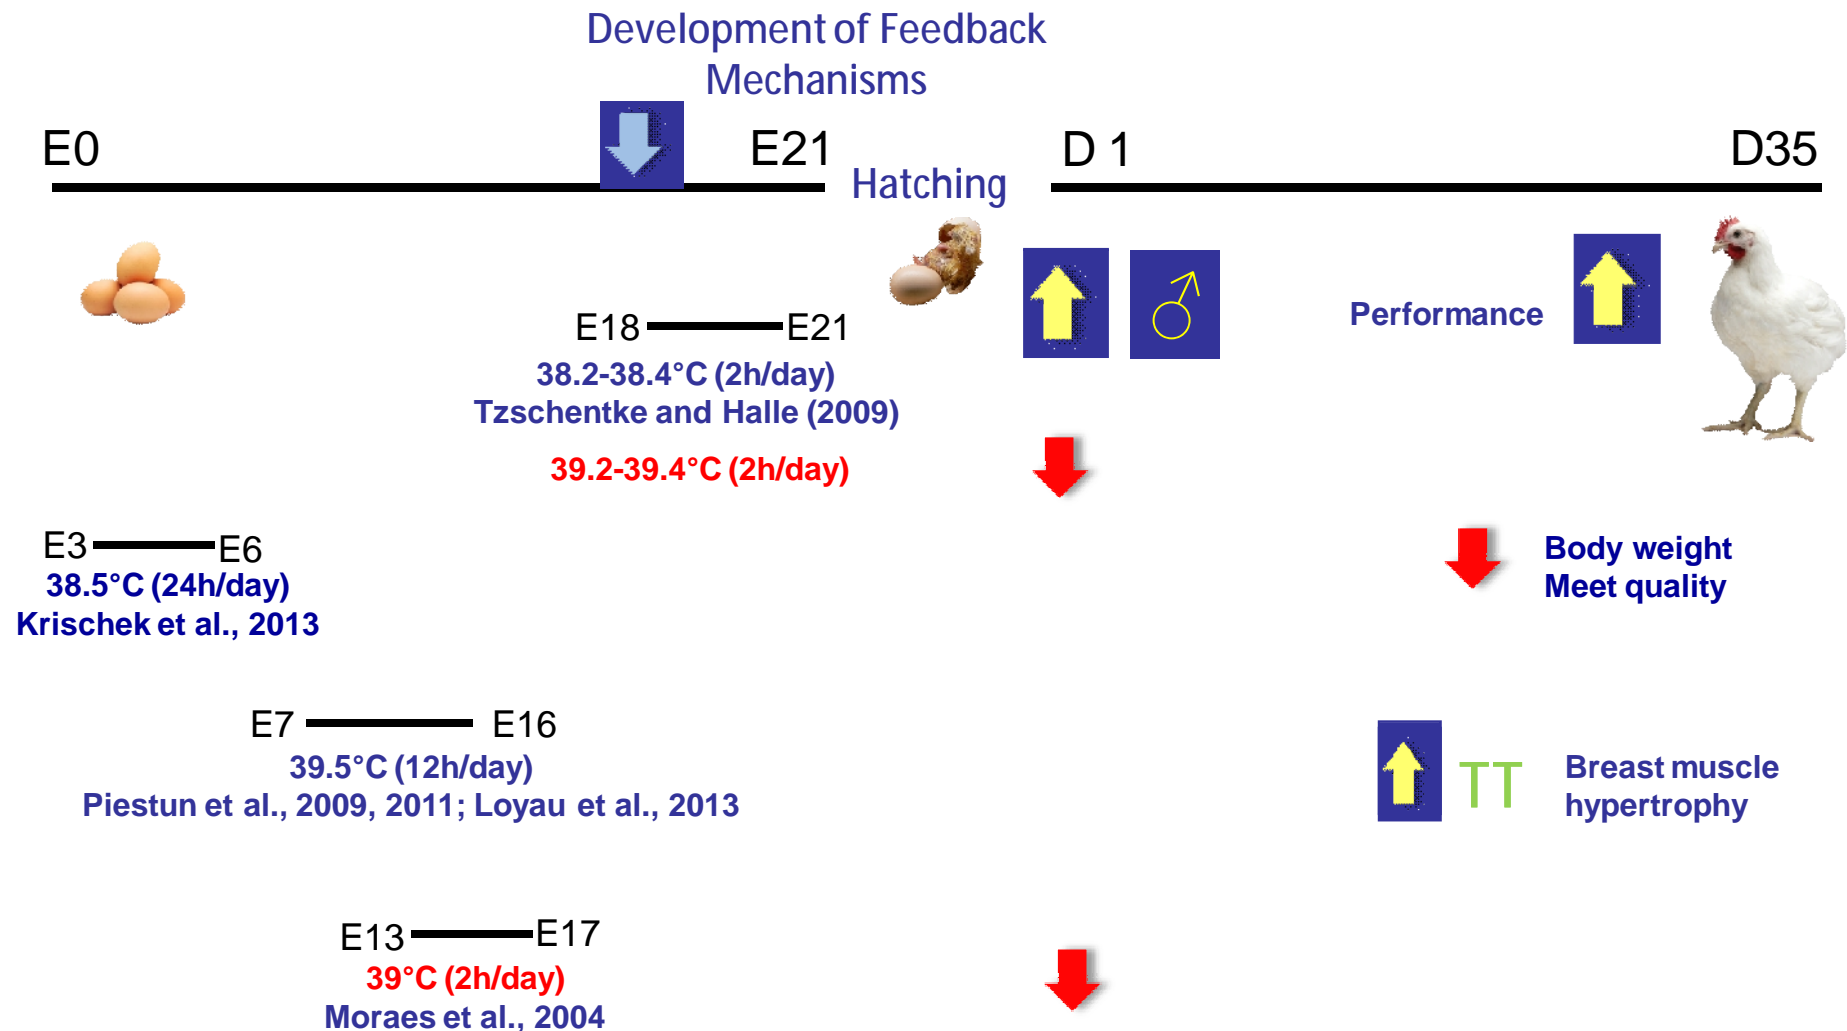 Development of Feedback
Mechanisms
E0
E21
D 1
D35
Hatching
♂
Performance
E18
E21
38.2-38.4°C (2h/day)
Tzschentke and Halle (2009)
39.2-39.4°C (2h/day)
E3
E6
38.5°C (24h/day)
Krischek et al., 2013
Body weight
Meet quality
E7
E16
39.5°C (12h/day)
Piestun et al., 2009, 2011; Loyau et al., 2013
TT
Breast muscle
hypertrophy
E13
E17
39°C (2h/day)
Moraes et al., 2004